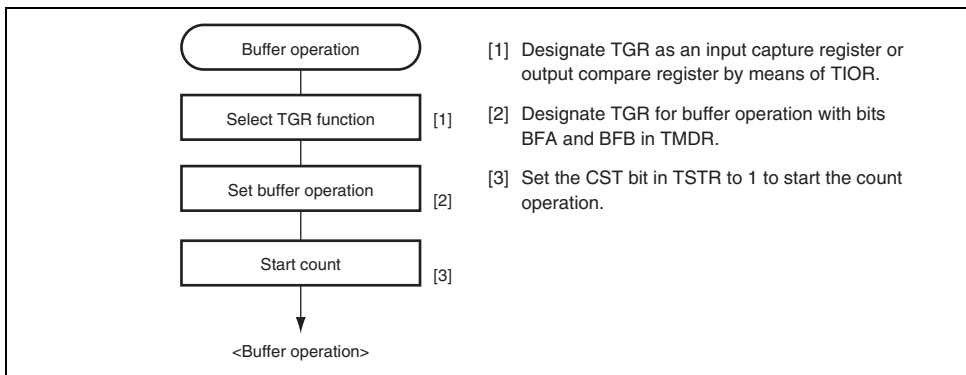 Buffer operation
Select TGR function
[1]
Set buffer operation
[2]
Start count
[3]
<Buffer operation>
[1] Designate TGR as an input capture register or
output compare register by means of TIOR.
[2] Designate TGR for buffer operation with bits
BFA and BFB in TMDR.
[3] Set the CST bit in TSTR to 1 to start the count
operation.